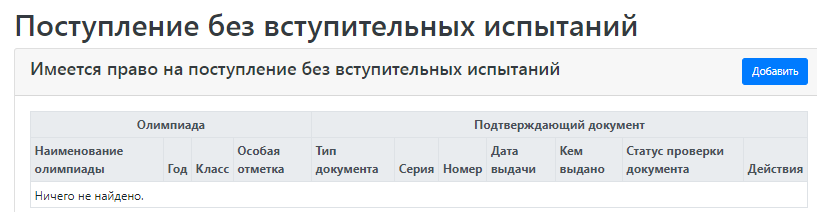 Поступление без вступительных испытаний
Имеется право на поступление без вступительных испытаний
Добавить
Олимпиада Подтверждающий документ
Наименование олимпиады Год Класс Особая отметка Тип документа Серия Номер Дата выдачи Кем выдано Статус проверки документа Действия
Ничего не найдено.